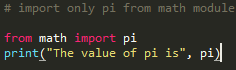 # import only pi from math module
from math import pi
print("The value of pi is", pi)